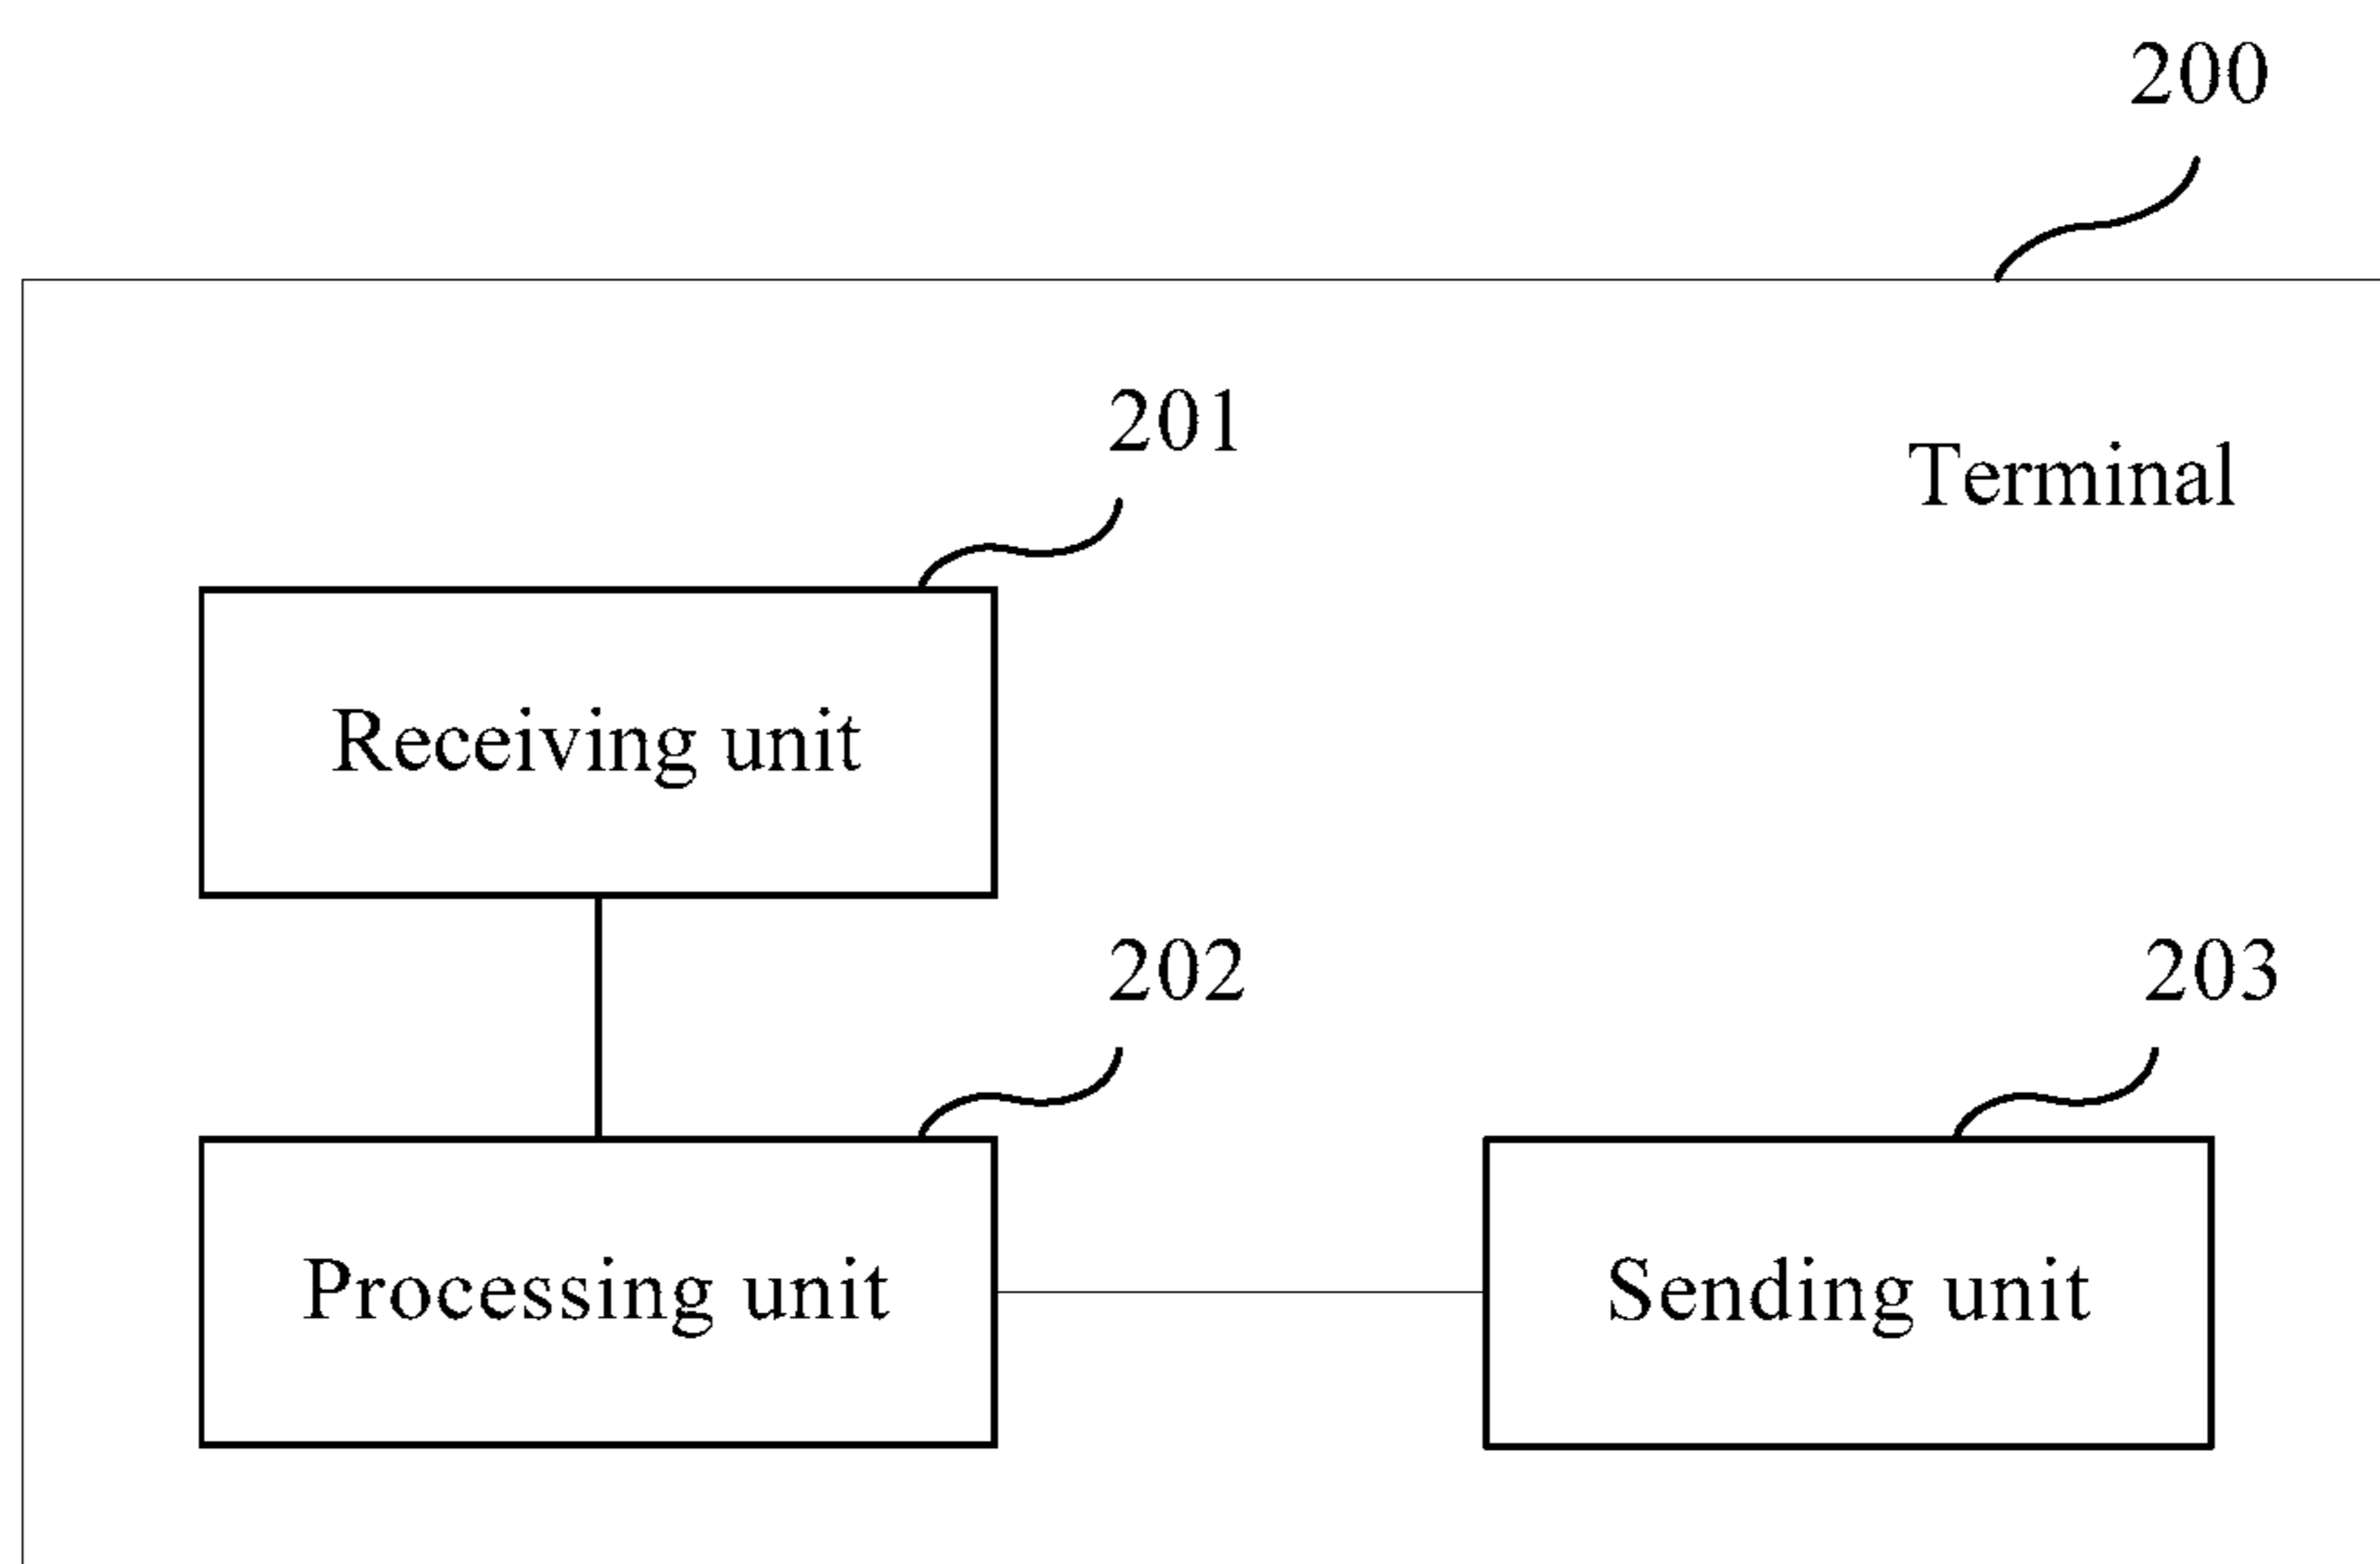 200
201
Terminal
Receiving unit
202
203
Processing unit
Sending unit